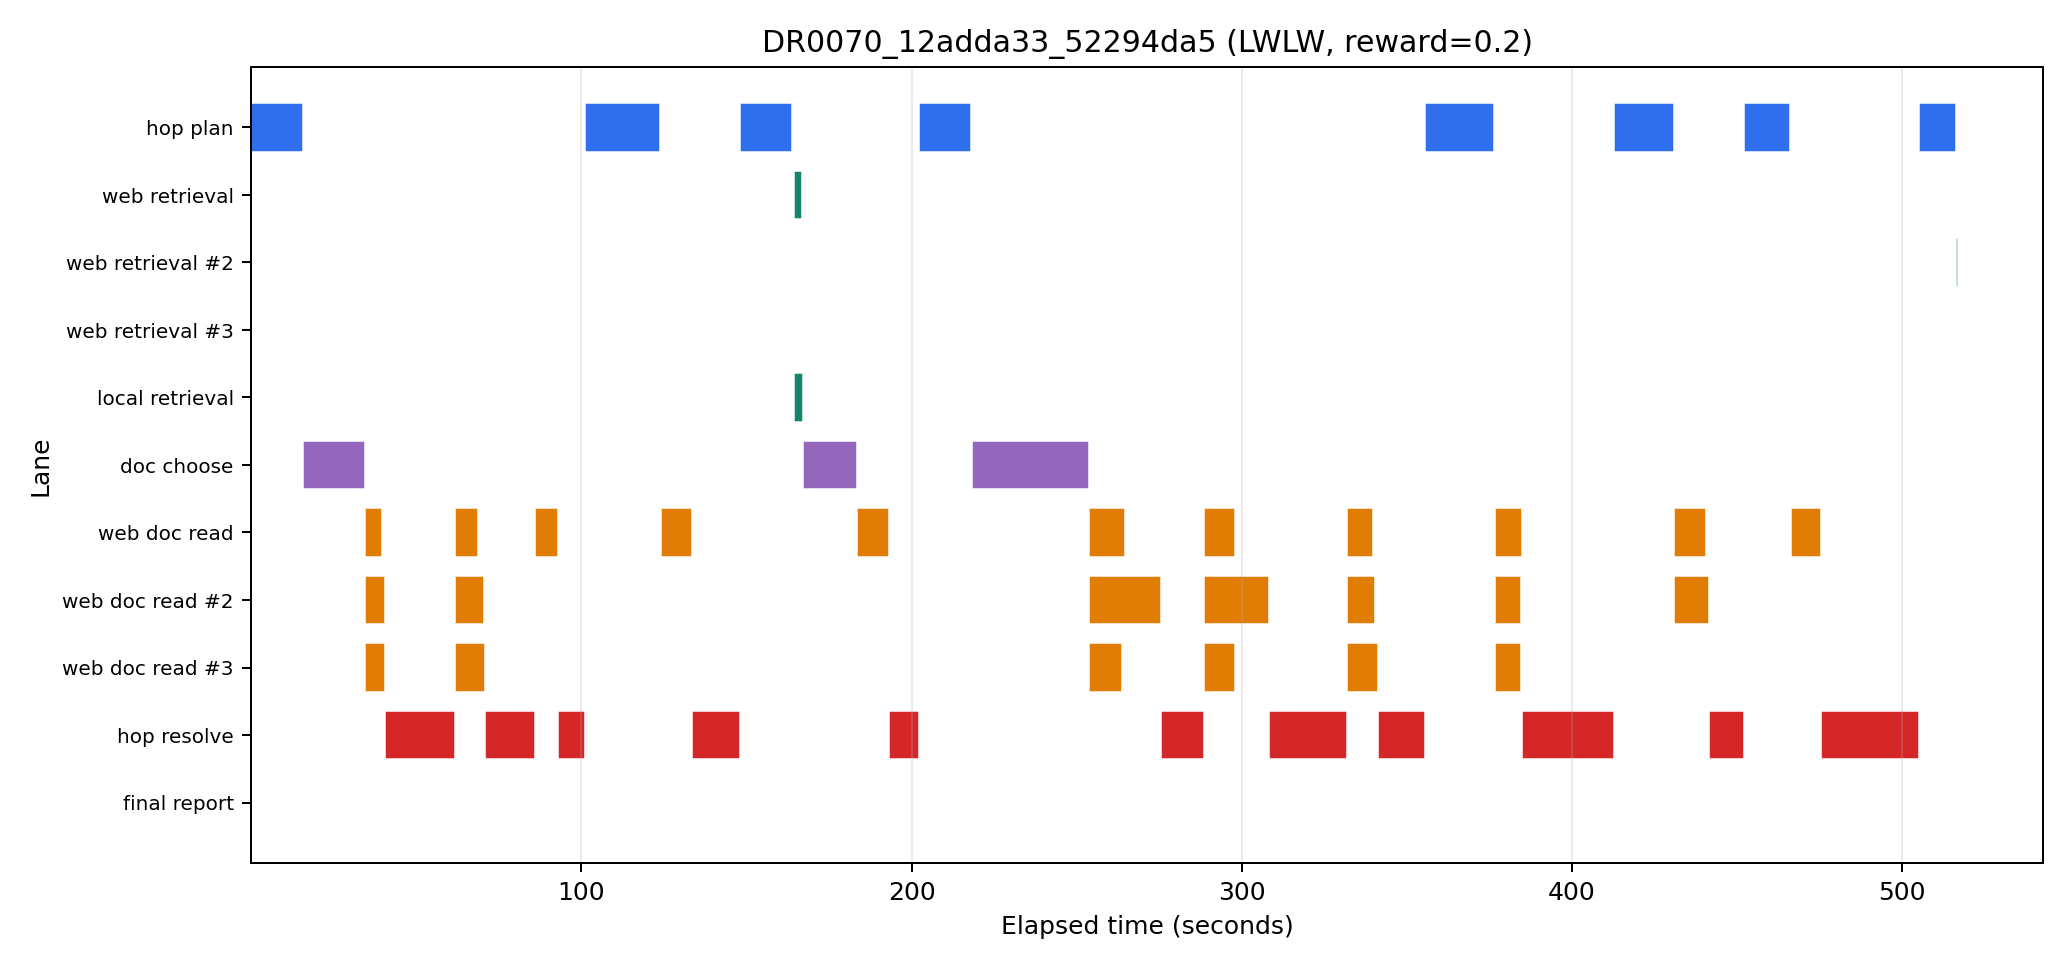 DR0070_12adda33_52294da5 (LWLW, reward=0.2)
hop plan
web retrieval
web retrieval #2
web retrieval #3
local retrieval
doc choose
web doc read
web doc read #2
web doc read #3
hop resolve
final report
Lane
100 200 300 400 500
Elapsed time (seconds)